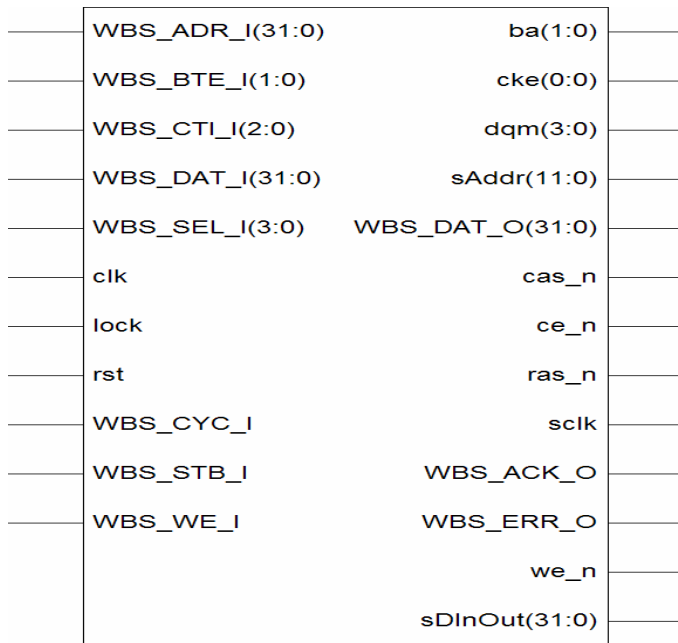 WBS_ADR_I(31:0) ba(1:0)
WBS_BTE_I(1:0) cke(0:0)
WBS_CTI_I(2:0) dqm(3:0)
WBS_DAT_I(31:0) sAddr(11:0)
WBS_SEL_I(3:0) WBS_DAT_O(31:0)
clk cas_n
lock ce_n
rst ras_n
WBS_CYC_I sclk
WBS_STB_I WBS_ACK_O
WBS_WE_I WBS_ERR_O
we_n
sDInOut(31:0)